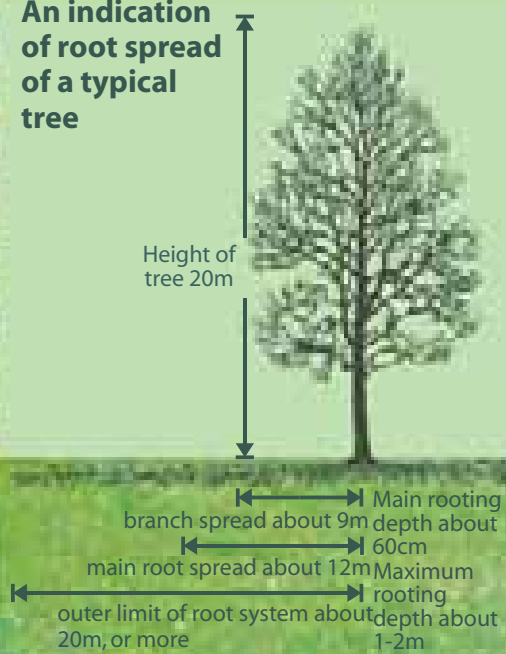 An indication
of root spread
of a typical
tree
Height of
tree 20m
branch spread about 9m
main root spread about 12m
outer limit of root system about
20m, or more
Main rooting
depth about
60cm
Maximum
rooting
depth about
1-2m